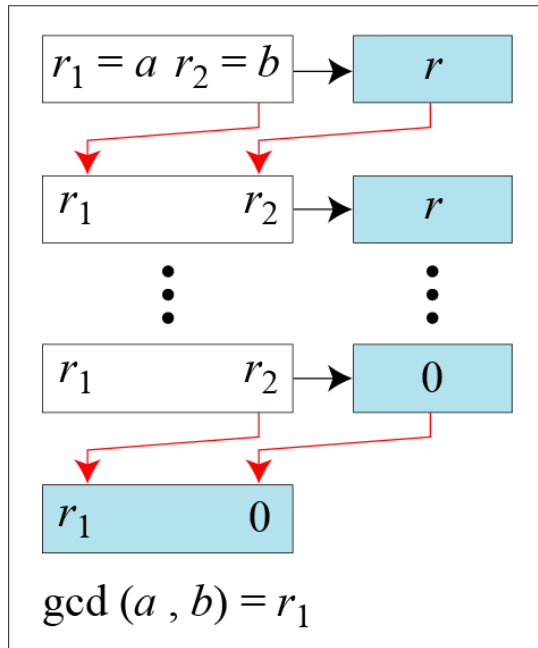 r₁ = a r₂ = b r
r₁ r₂ r
r₁ r₂ 0
r₁ 0
gcd (a , b) = r₁